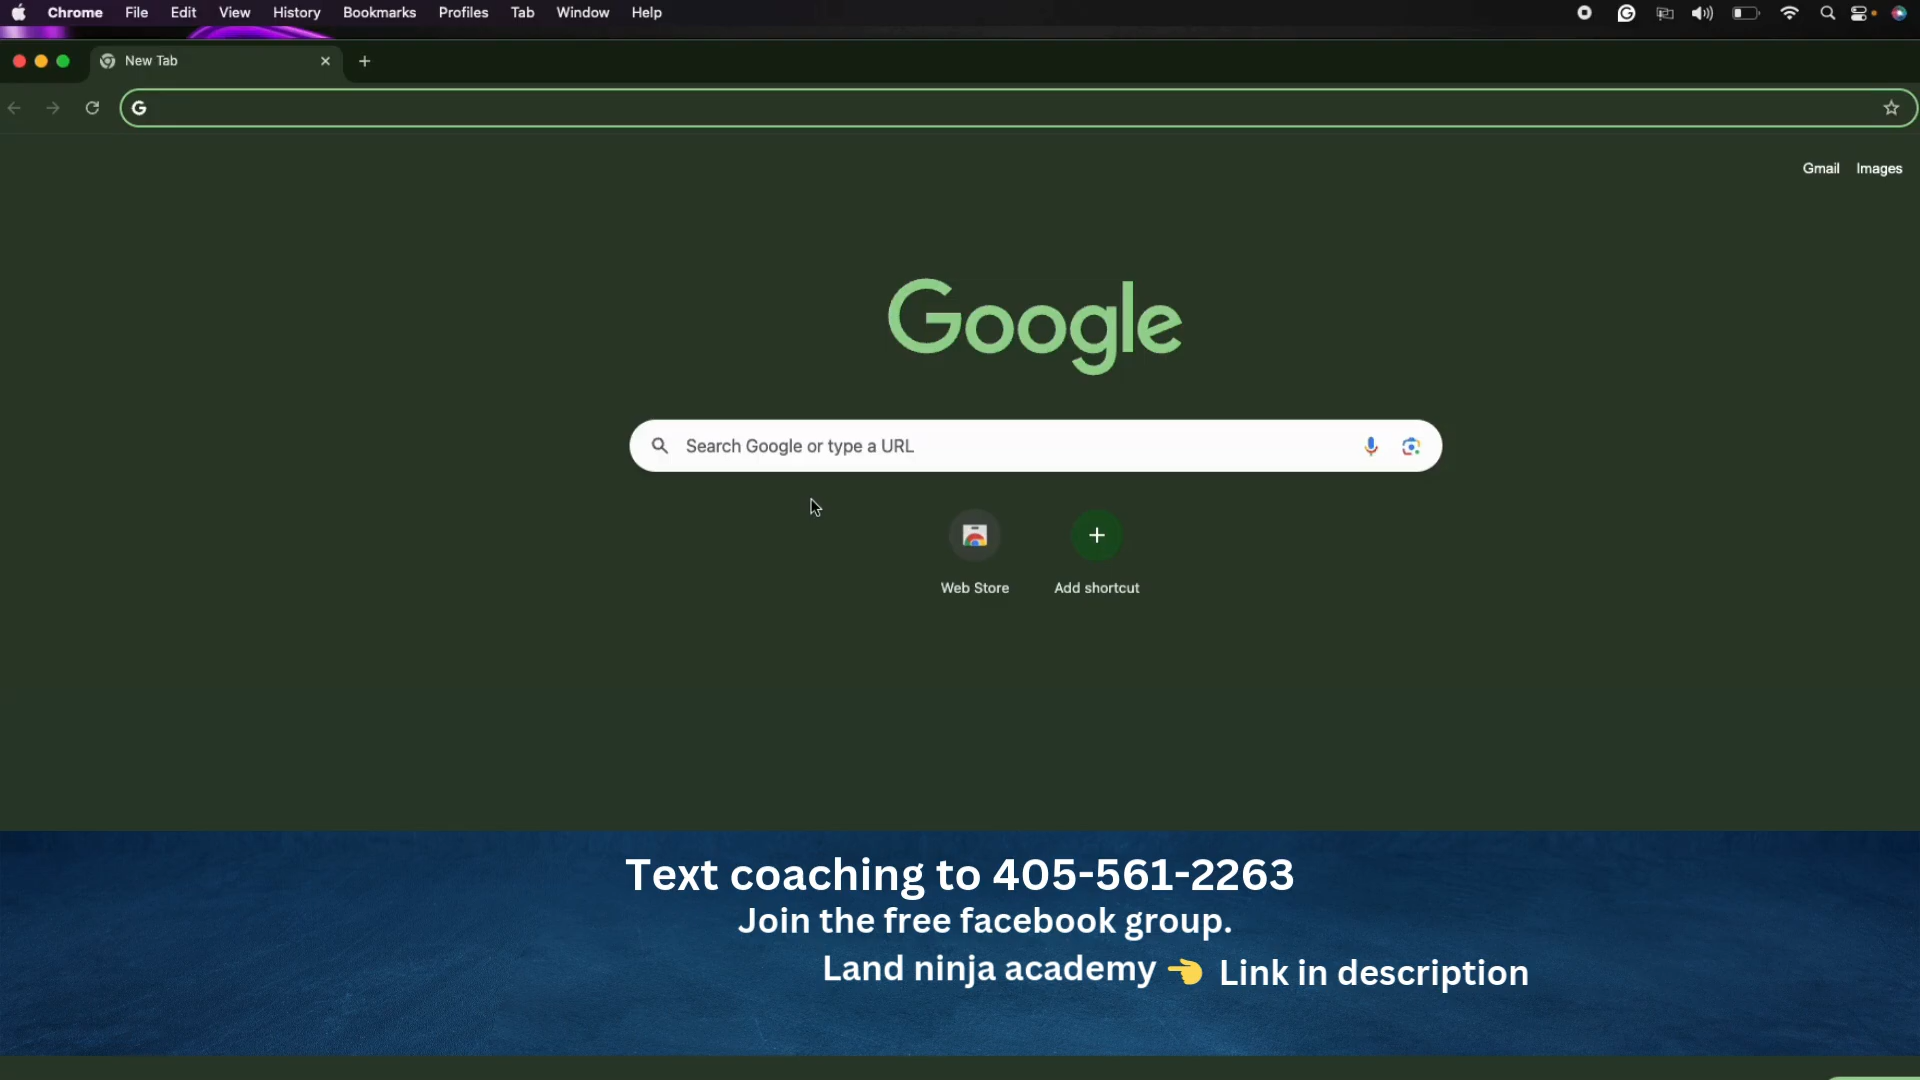 Chrome File Edit View History Bookmarks Profiles Tab Window Help
New Tab
Gmail Images
Google
Search Google or type a URL
Web Store Add shortcut
Text coaching to 405-561-2263
Join the free facebook group.
Land ninja academy 👈 Link in description